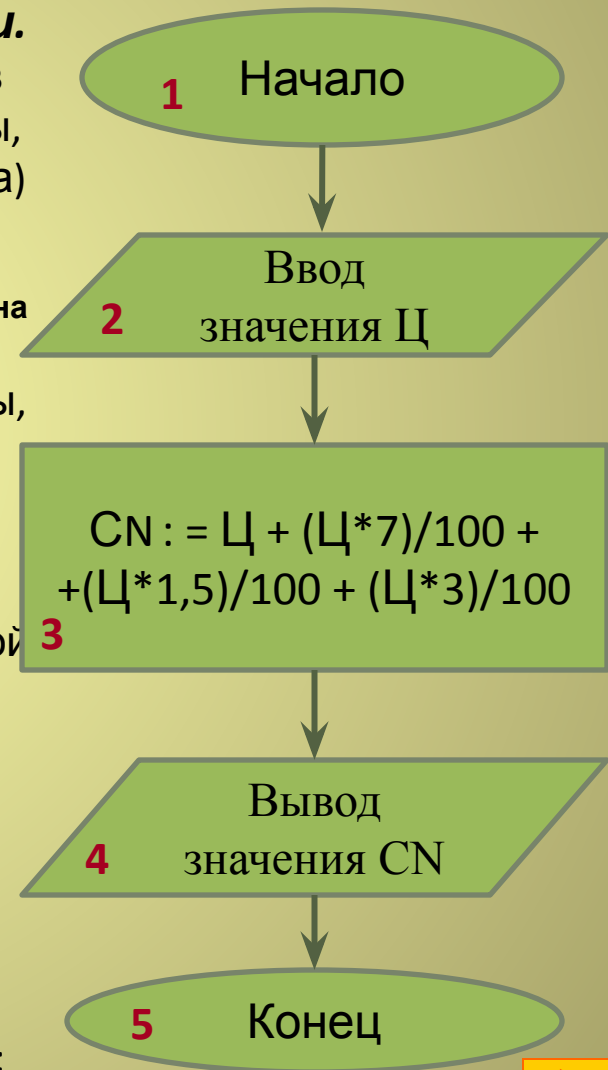 1 Начало
2 Ввод
значения Ц
CN : = Ц + (Ц*7)/100 +
+(Ц*1,5)/100 + (Ц*3)/100
3
Вывод
4 значения CN
5 Конец